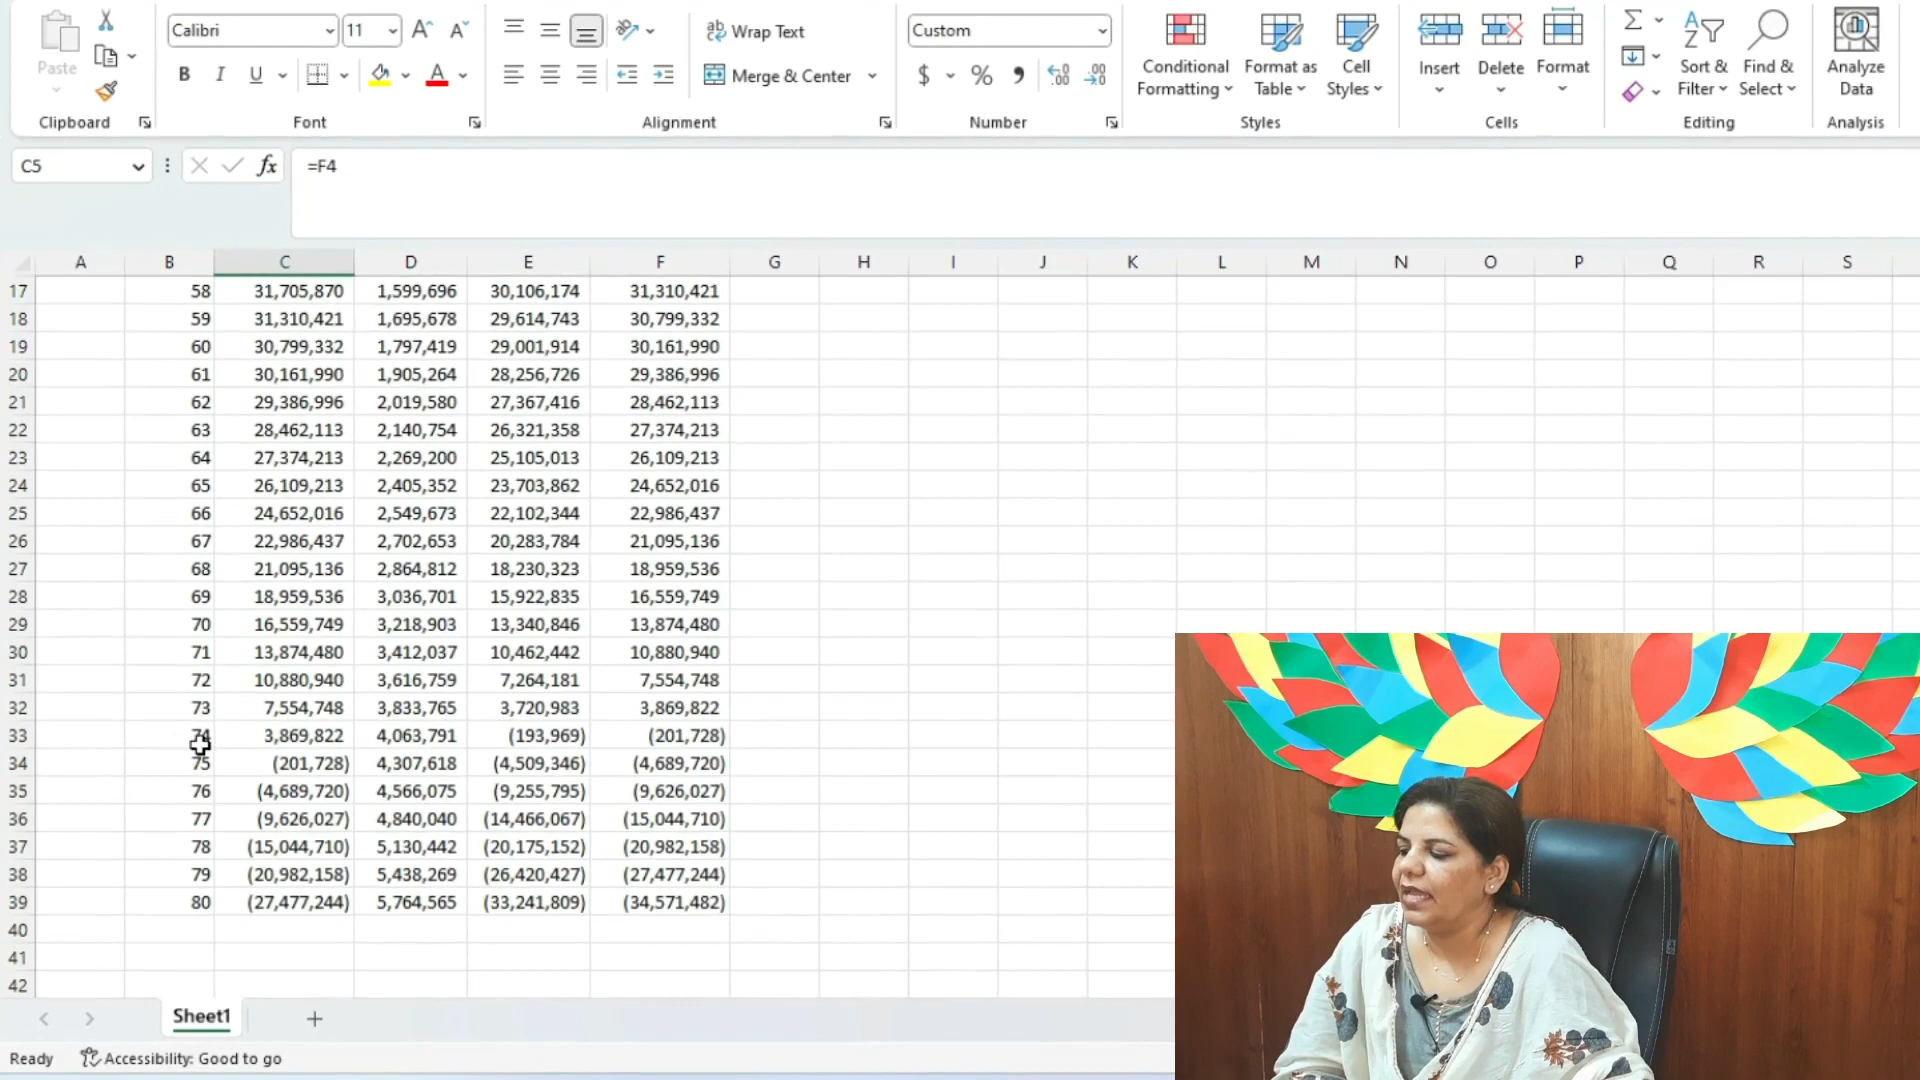 Calibri 11 Wrap Text Custom
Paste B I U Merge & Center $ % Conditional Formatting Format as Table Cell Styles Insert Delete Format Sort & Filter Find & Select Analyze Data
Clipboard Font Alignment Number Styles Cells Editing Analysis
C5 fx =F4
A B C D E F G H I J K L M N O P Q R S
17 58 31,705,870 1,599,696 30,106,174 31,310,421
18 59 31,310,421 1,695,678 29,614,743 30,799,332
19 60 30,799,332 1,797,419 29,001,914 30,161,990
20 61 30,161,990 1,905,264 28,256,726 29,386,996
21 62 29,386,996 2,019,580 27,367,416 28,462,113
22 63 28,462,113 2,140,754 26,321,358 27,374,213
23 64 27,374,213 2,269,200 25,105,013 26,109,213
24 65 26,109,213 2,405,352 23,703,862 24,652,016
25 66 24,652,016 2,549,673 22,102,344 22,986,437
26 67 22,986,437 2,702,653 20,283,784 21,095,136
27 68 21,095,136 2,864,812 18,230,323 18,959,536
28 69 18,959,536 3,036,701 15,922,835 16,559,749
29 70 16,559,749 3,218,903 13,340,846 13,874,480
30 71 13,874,480 3,412,037 10,462,442 10,880,940
31 72 10,880,940 3,616,759 7,264,181 7,554,748
32 73 7,554,748 3,833,765 3,720,983 3,869,822
33 74 3,869,822 4,063,791 (193,969) (201,728)
34 75 (201,728) 4,307,618 (4,509,346) (4,689,720)
35 76 (4,689,720) 4,566,075 (9,255,795) (9,626,027)
36 77 (9,626,027) 4,840,040 (14,466,067) (15,044,710)
37 78 (15,044,710) 5,130,442 (20,175,152) (20,982,158)
38 79 (20,982,158) 5,438,269 (26,420,427) (27,477,244)
39 80 (27,477,244) 5,764,565 (33,241,809) (34,571,482)
40
41
42
Sheet1
Ready Accessibility: Good to go